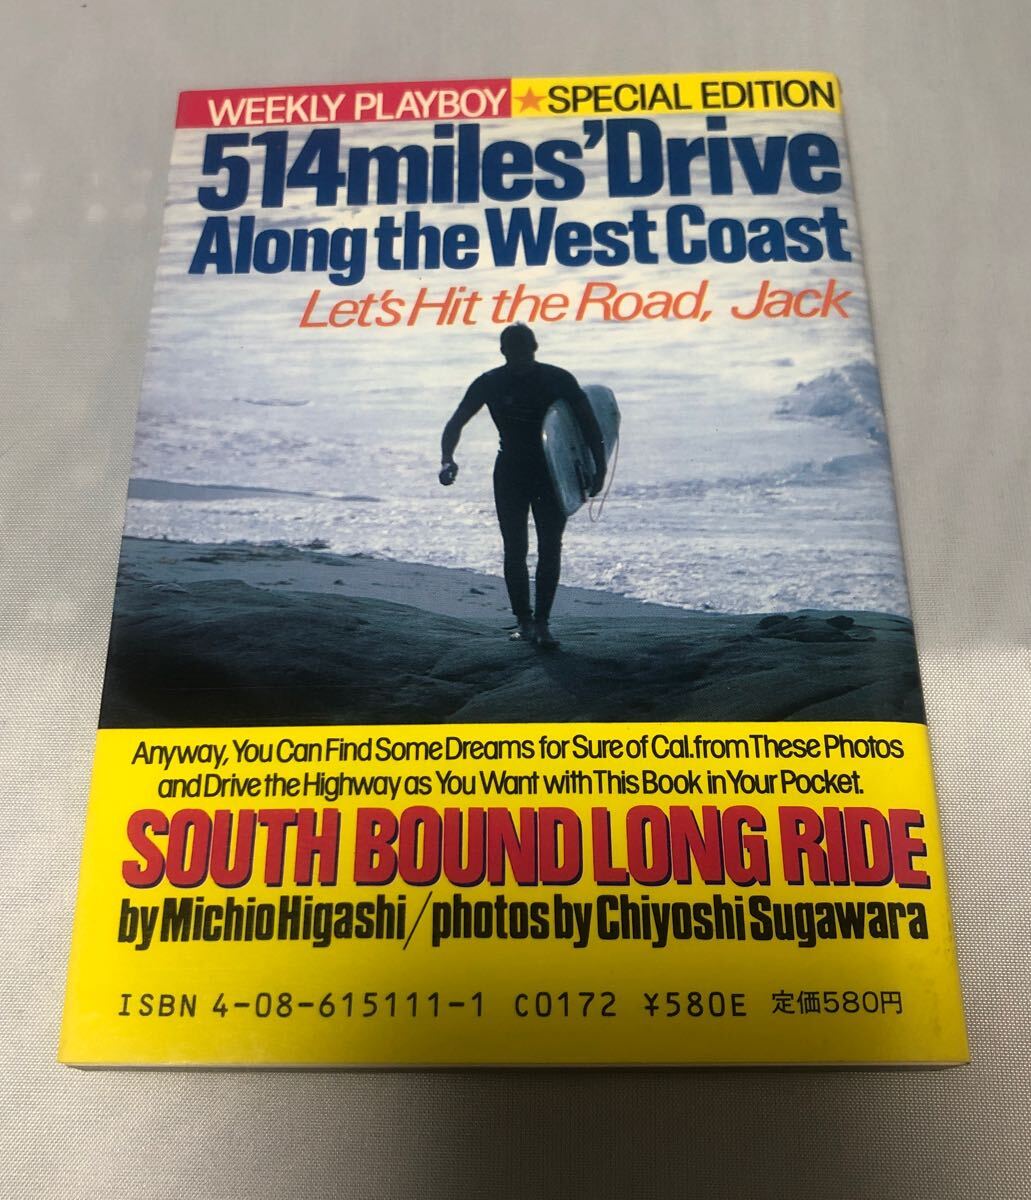 WEEKLY PLAYBOY ★ SPECIAL EDITION
514miles' Drive
Along the West Coast
Let's Hit the Road, Jack
Anyway, You Can Find Some Dreams for Sure of Cal. from These Photos
and Drive the Highway as You Want with This Book in Your Pocket.
SOUTH BOUND LONG RIDE
by Michio Higashi/photos by Chiyoshi Sugawara
ISBN 4-08-615111-1 C0172 ¥580E 定価580円